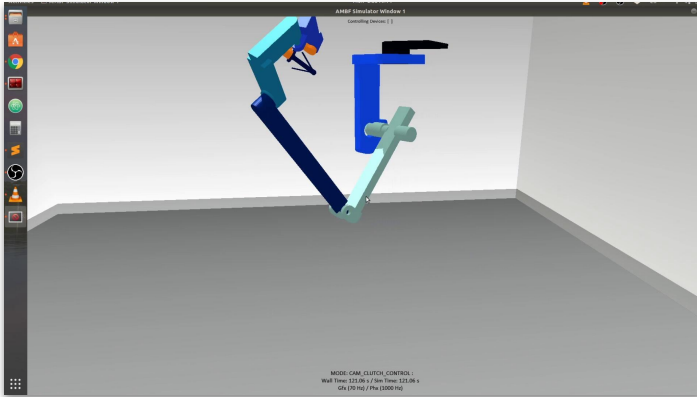 AMBF Simulator Window 1
Controlling Devices: [ ]
MODE: CAM_CLUTCH_CONTROL :
Wall Time: 121.06 s / Sim Time: 121.06 s
Gfs (70 Hz) / Phx (1000 Hz)